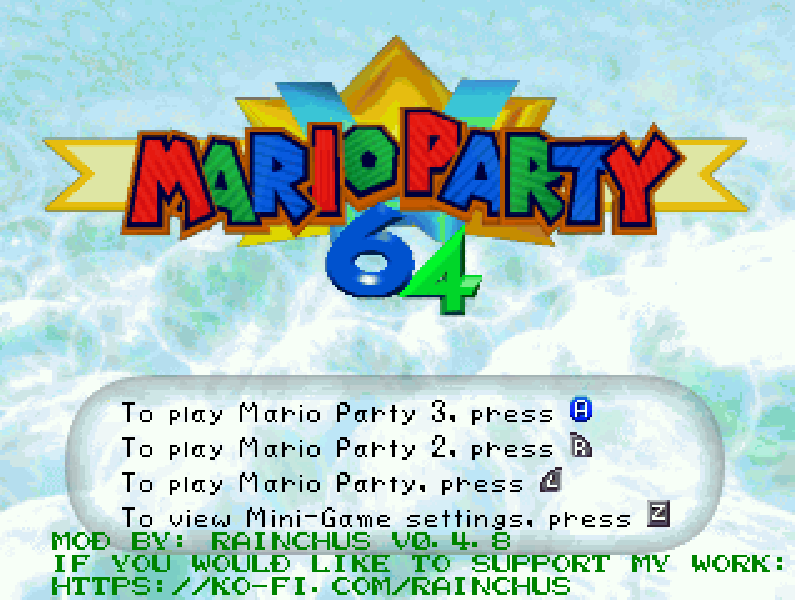 MARIO PARTY
64
To play Mario Party 3, press A
To play Mario Party 2, press R
To play Mario Party, press L
To view Mini-Game settings, press Z
MOD BY: RAINCHUS V0.4.8
IF YOU WOULD LIKE TO SUPPORT MY WORK:
HTTPS://KO-FI.COM/RAINCHUS